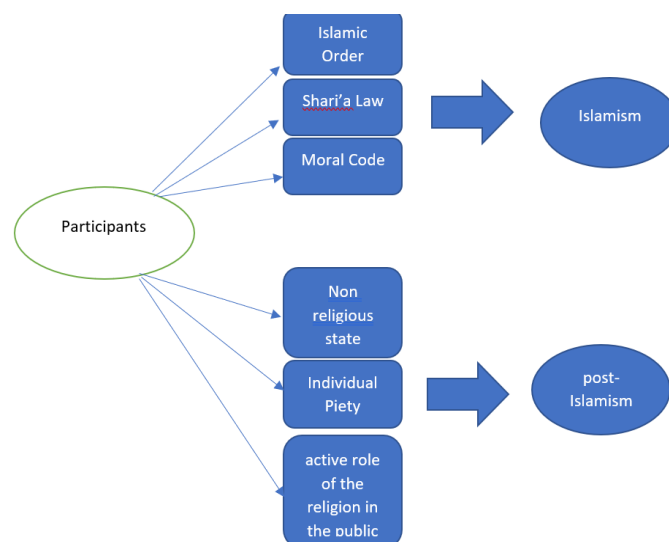 Islamic
Order
Shari'a Law
Moral Code
Islamism
Participants
Non
religious
state
Individual
Piety
post-
Islamism
active role
of the
religion in
the public